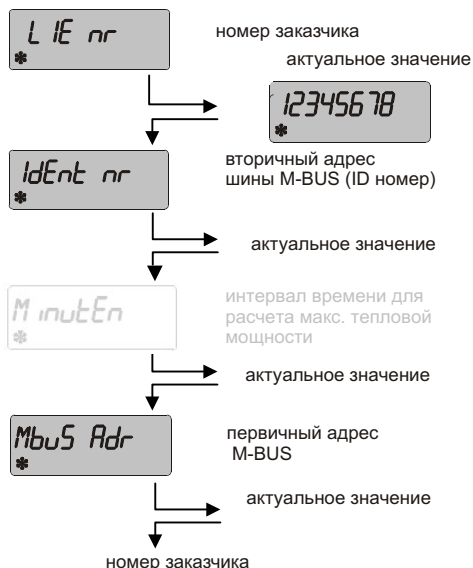 L IE nr
номер заказчика
актуальное значение
12345678
IdEnt nr
вторичный адрес
шины M-BUS (ID номер)
актуальное значение
M inutEn
интервал времени для
расчета макс. тепловой
мощности
актуальное значение
MbuS Adr
первичный адрес
M-BUS
актуальное значение
номер заказчика